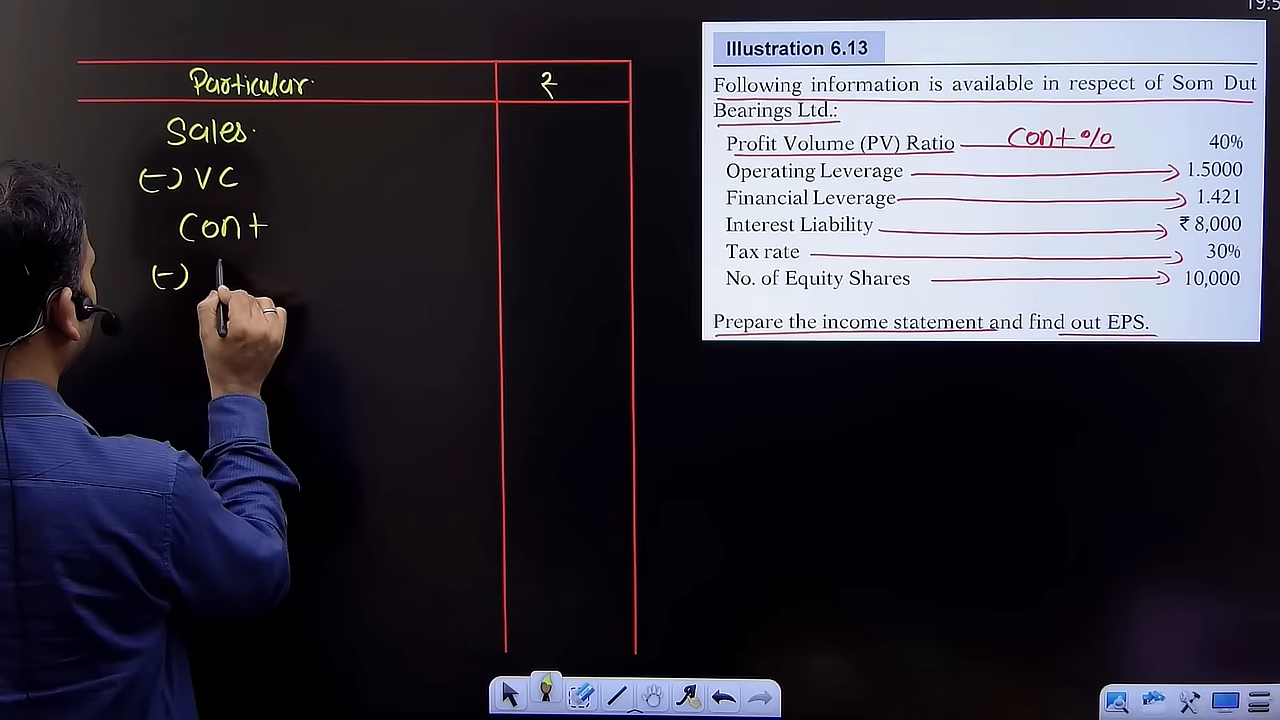 19:5
Particular. ₹
Sales.
(-) VC
Cont
(-)
Illustration 6.13
Following information is available in respect of Som Dut
Bearings Ltd.:
Profit Volume (PV) Ratio Cont % 40%
Operating Leverage 1.5000
Financial Leverage 1.421
Interest Liability ₹ 8,000
Tax rate 30%
No. of Equity Shares 10,000
Prepare the income statement and find out EPS.